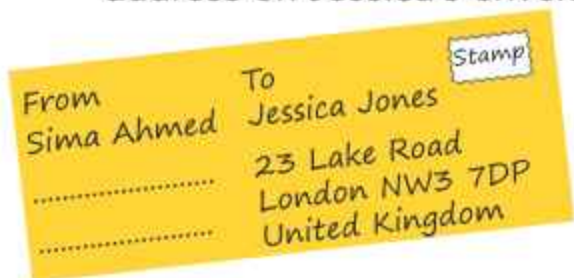 From
Sima Ahmed
....................
....................
To
Jessica Jones
23 Lake Road
London NW3 7DP
United Kingdom
Stamp